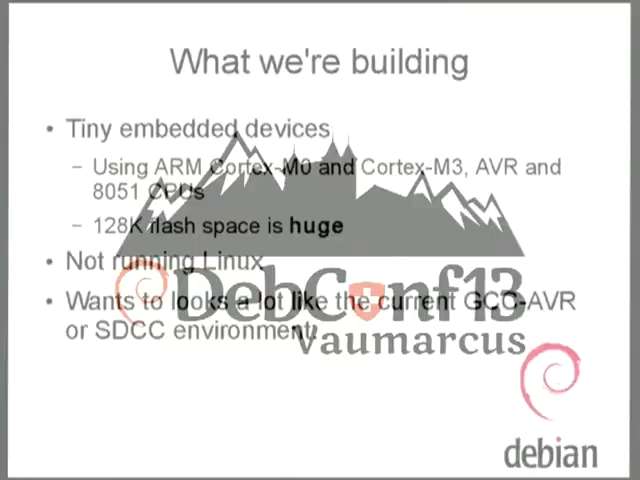 What we're building
• Tiny embedded devices
– Using ARM Cortex-M0 and Cortex-M3, AVR and
8051 CPUs
– 128K flash space is huge
• Not running Linux
DebConf13
• Wants to looks a lot like the current GCC-AVR
or SDCC environment.
Vaumarcus
debian